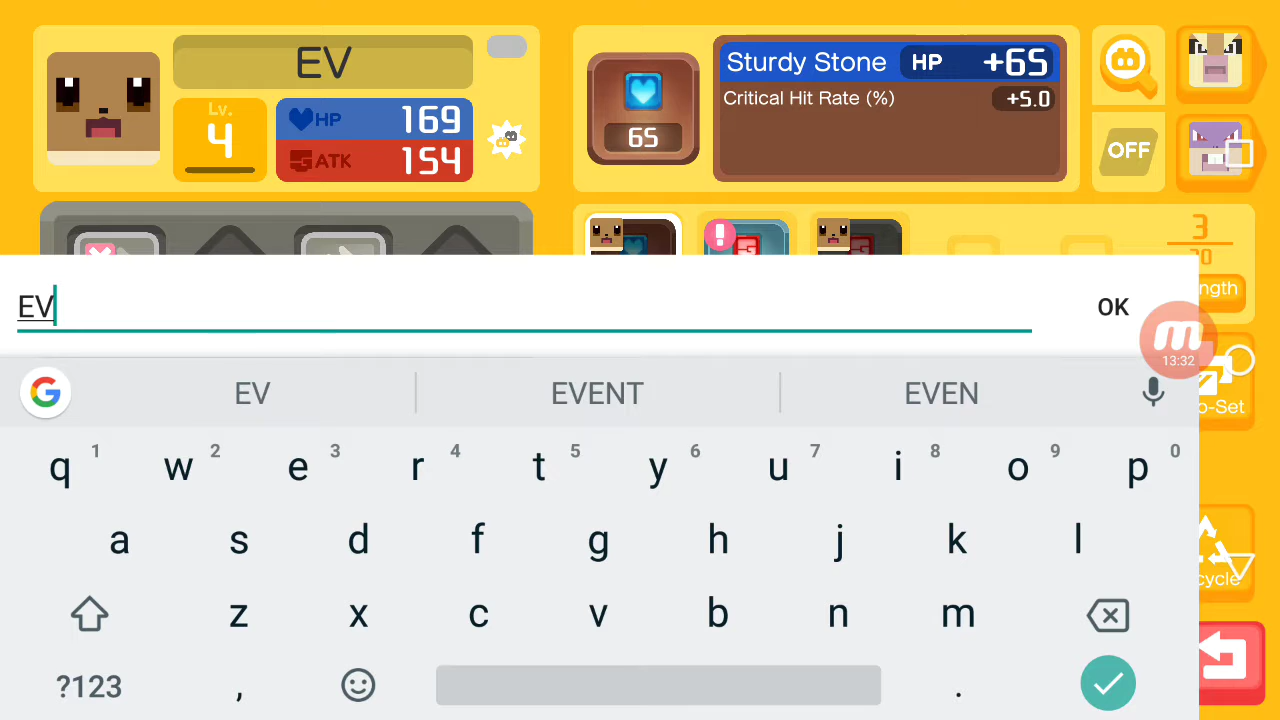 EV
Lv.
4
HP 169
ATK 154
65
Sturdy Stone HP +65
Critical Hit Rate (%) +5.0
OFF
3
EV
OK
13:32
EV EVENT EVEN
q 1 w 2 e 3 r 4 t 5 y 6 u 7 i 8 o 9 p 0
a s d f g h j k l
z x c v b n m
?123 , .